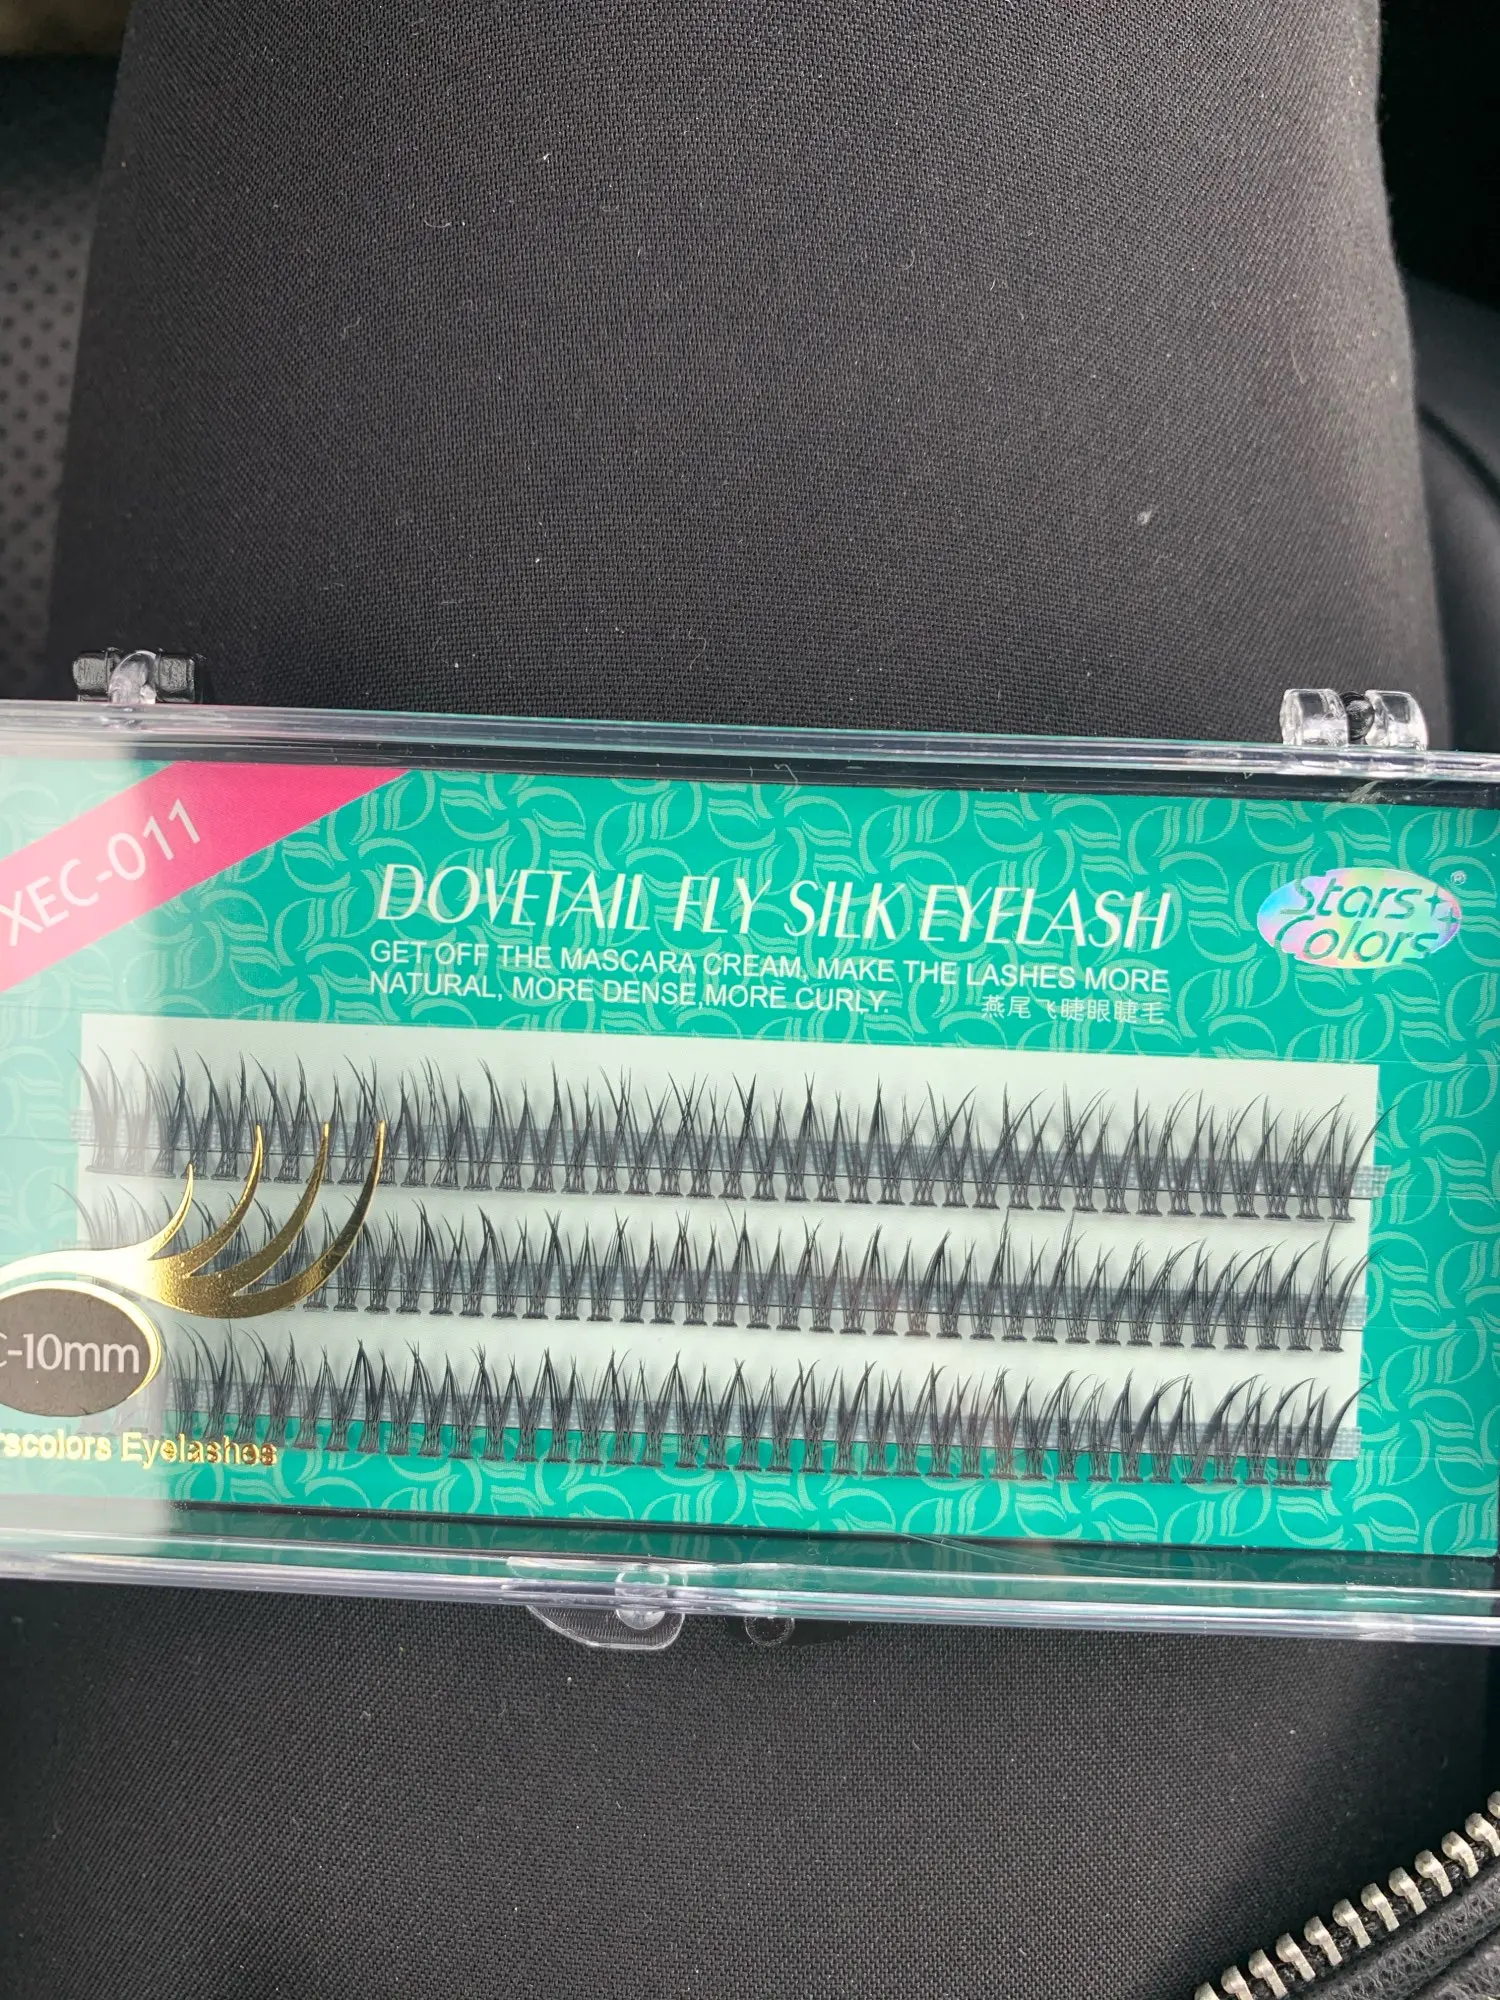 XEC-011
DOVETAIL FLY SILK EYELASH
GET OFF THE MASCARA CREAM, MAKE THE LASHES MORE
NATURAL, MORE DENSE,MORE CURLY.
燕尾飞睫眼睫毛
Stars
Colors
®
C-10mm
rscolors Eyelashes